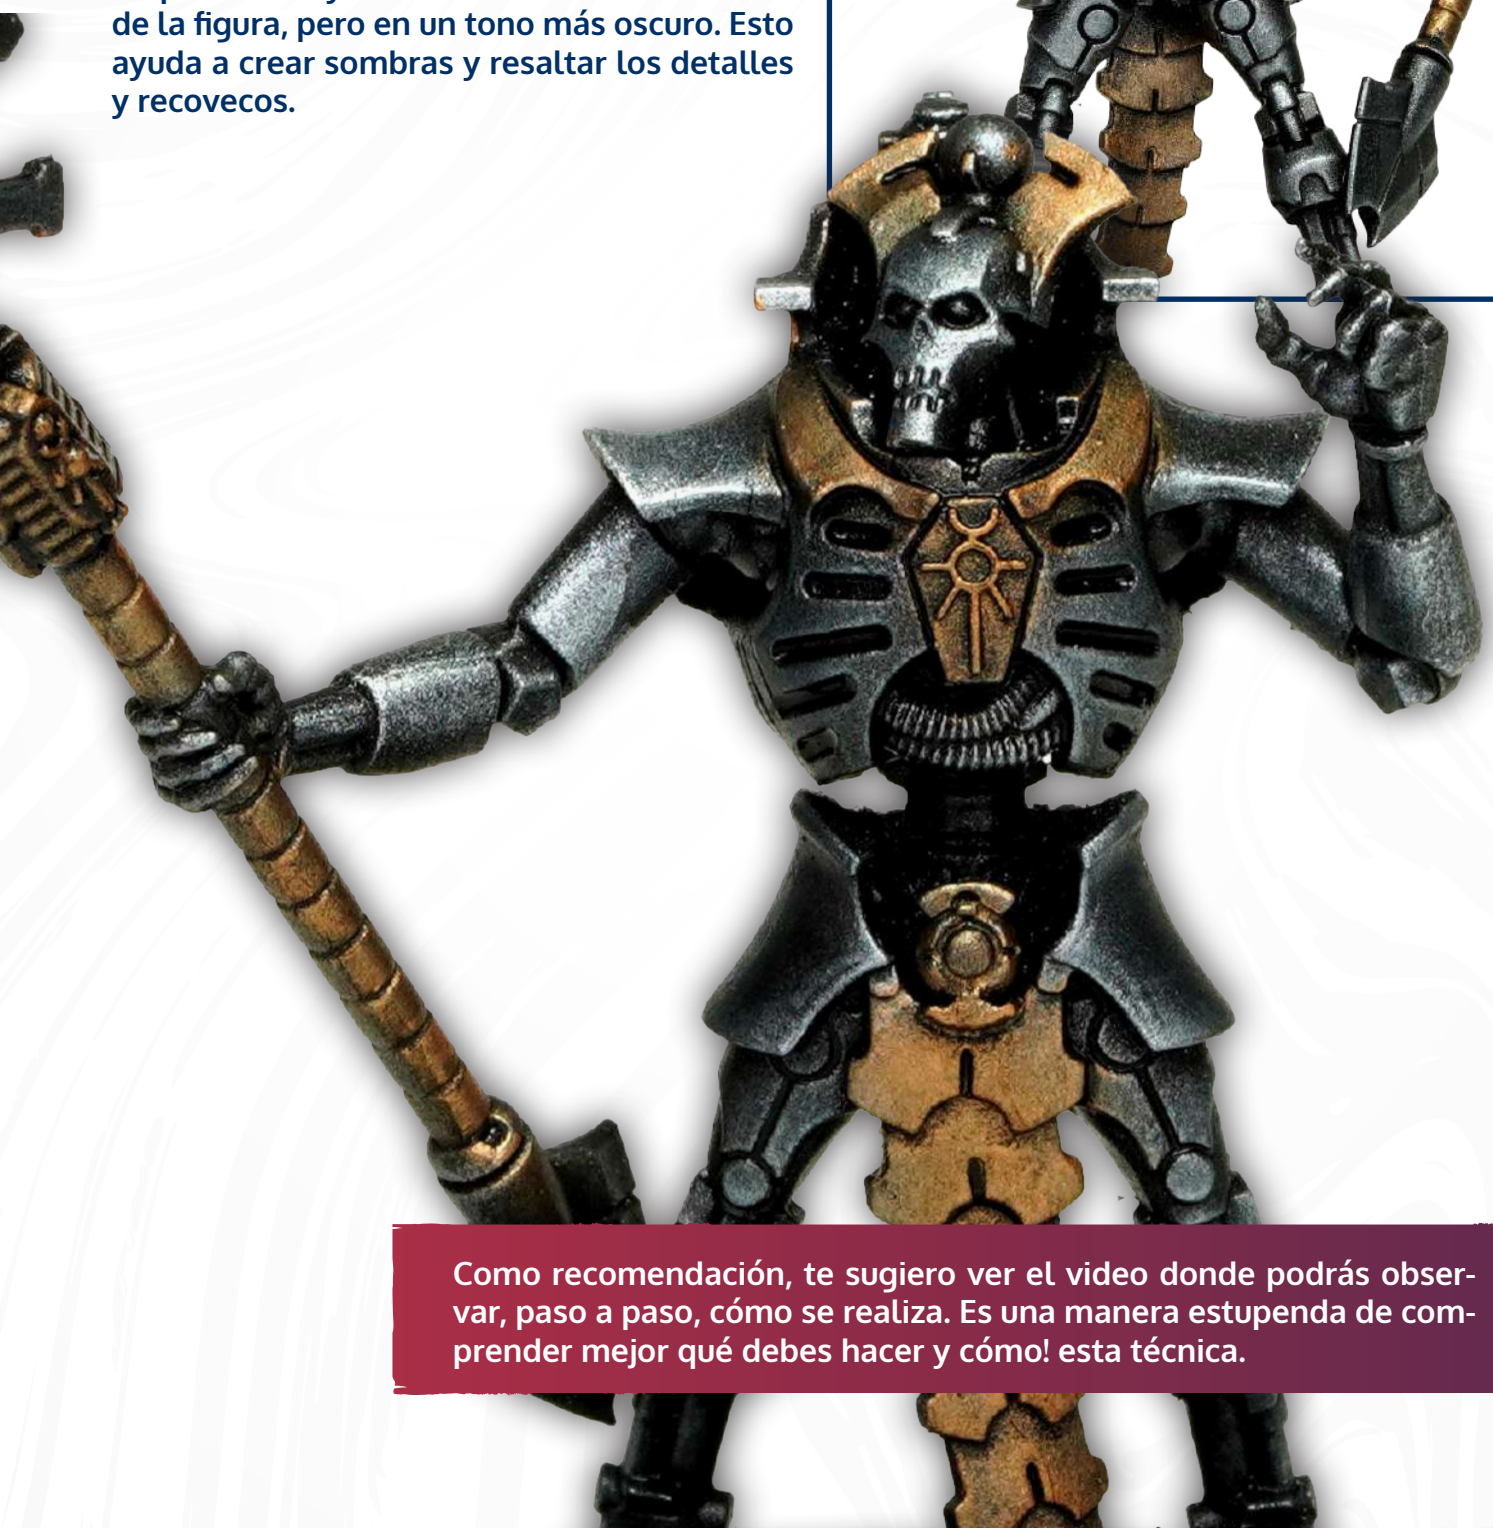 de la figura, pero en un tono más oscuro. Esto
ayuda a crear sombras y resaltar los detalles
y recovecos.
Como recomendación, te sugiero ver el video donde podrás obser-
var, paso a paso, cómo se realiza. Es una manera estupenda de com-
prender mejor qué debes hacer y cómo! esta técnica.